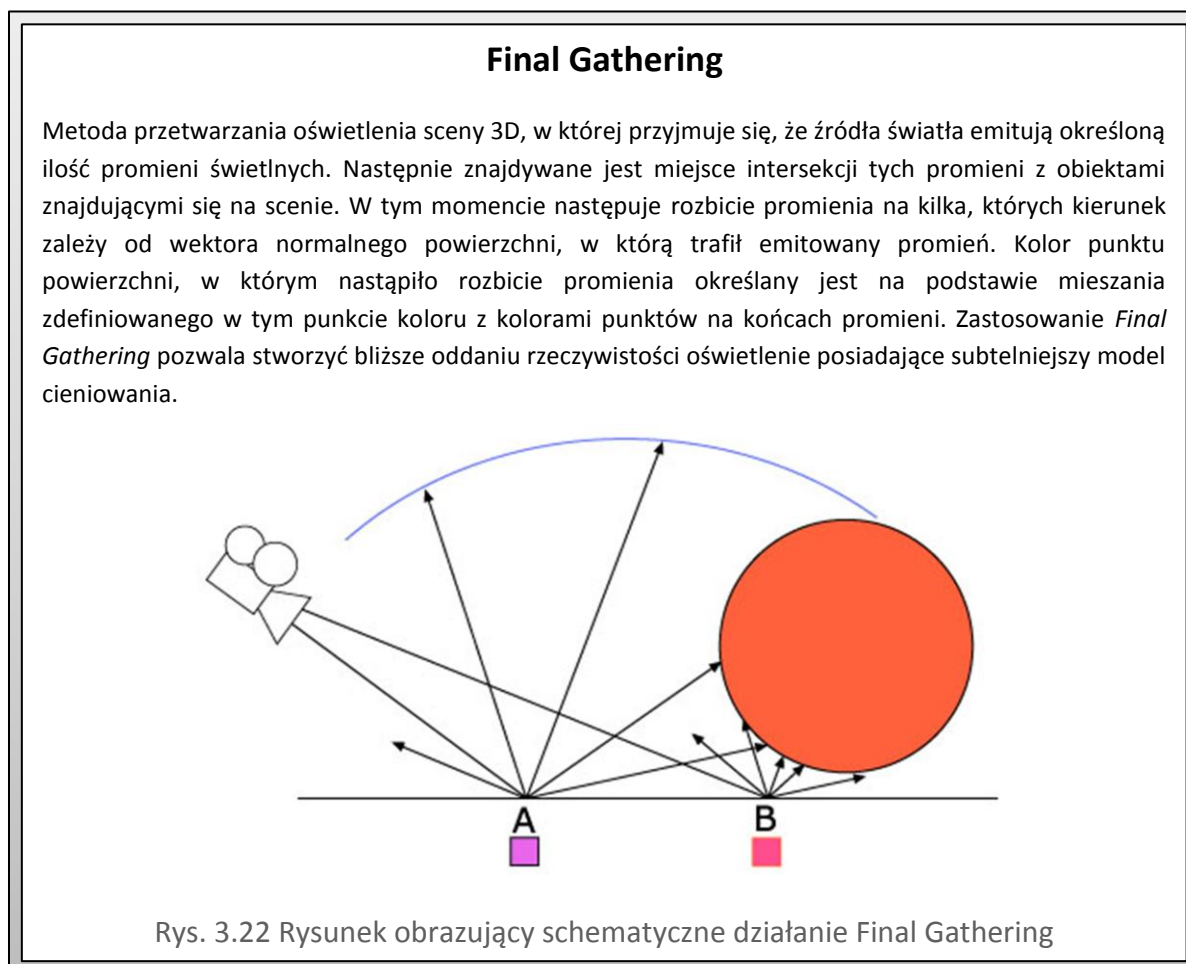 Final Gathering
Metoda przetwarzania oświetlenia sceny 3D, w której przyjmuje się, że źródła światła emitują określoną
ilość promieni świetlnych. Następnie znajdywane jest miejsce intersekcji tych promieni z obiektami
znajdującymi się na scenie. W tym momencie następuje rozbicie promienia na kilka, których kierunek
zależy od wektora normalnego powierzchni, w którą trafił emitowany promień. Kolor punktu
powierzchni, w którym nastąpiło rozbicie promienia określany jest na podstawie mieszania
zdefiniowanego w tym punkcie koloru z kolorami punktów na końcach promieni. Zastosowanie Final
Gathering pozwala stworzyć bliższe oddaniu rzeczywistości oświetlenie posiadające subtelniejszy model
cieniowania.
A
B
Rys. 3.22 Rysunek obrazujący schematyczne działanie Final Gathering